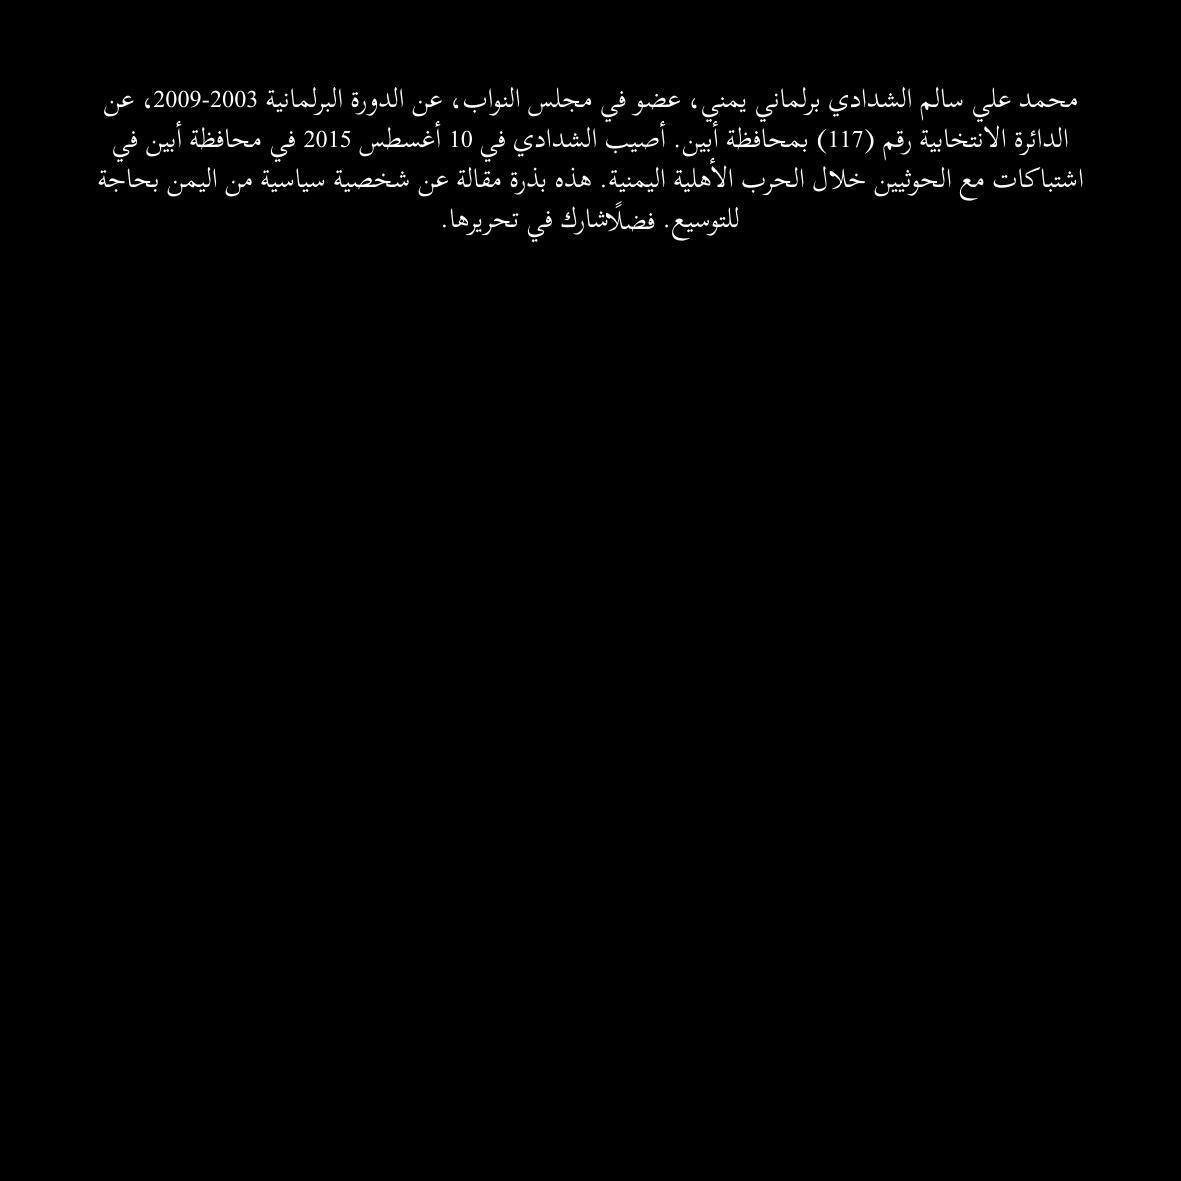 محمد علي سالم الشدادي برلماني يمني، عضو في مجلس النواب، عن الدورة البرلمانية 2003-2009، عن
الدائرة الانتخابية رقم (117) بمحافظة أبين. أصيب الشدادي في 10 أغسطس 2015 في محافظة أبين في
اشتباكات مع الحوثيين خلال الحرب الأهلية اليمنية. هذه بذرة مقالة عن شخصية سياسية من اليمن بحاجة
للتوسيع. فضلًاشارك في تحريرها.